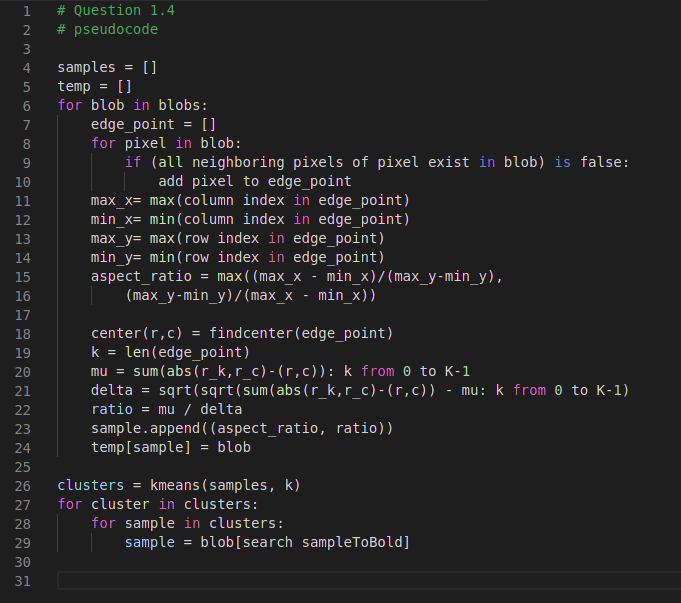 1 # Question 1.4
2 # pseudocode
3
4 samples = []
5 temp = []
6 for blob in blobs:
7     edge_point = []
8     for pixel in blob:
9         if (all neighboring pixels of pixel exist in blob) is false:
10             add pixel to edge_point
11     max_x= max(column index in edge_point)
12     min_x= min(column index in edge_point)
13     max_y= max(row index in edge_point)
14     min_y= min(row index in edge_point)
15     aspect_ratio = max((max_x - min_x)/(max_y-min_y),
16         (max_y-min_y)/(max_x - min_x))
17
18     center(r,c) = findcenter(edge_point)
19     k = len(edge_point)
20     mu = sum(abs(r_k,r_c)-(r,c)): k from 0 to K-1
21     delta = sqrt(sqrt(sum(abs(r_k,r_c)-(r,c)) - mu: k from 0 to K-1)
22     ratio = mu / delta
23     sample.append((aspect_ratio, ratio))
24     temp[sample] = blob
25
26 clusters = kmeans(samples, k)
27 for cluster in clusters:
28     for sample in clusters:
29         sample = blob[search sampleToBold]
30
31